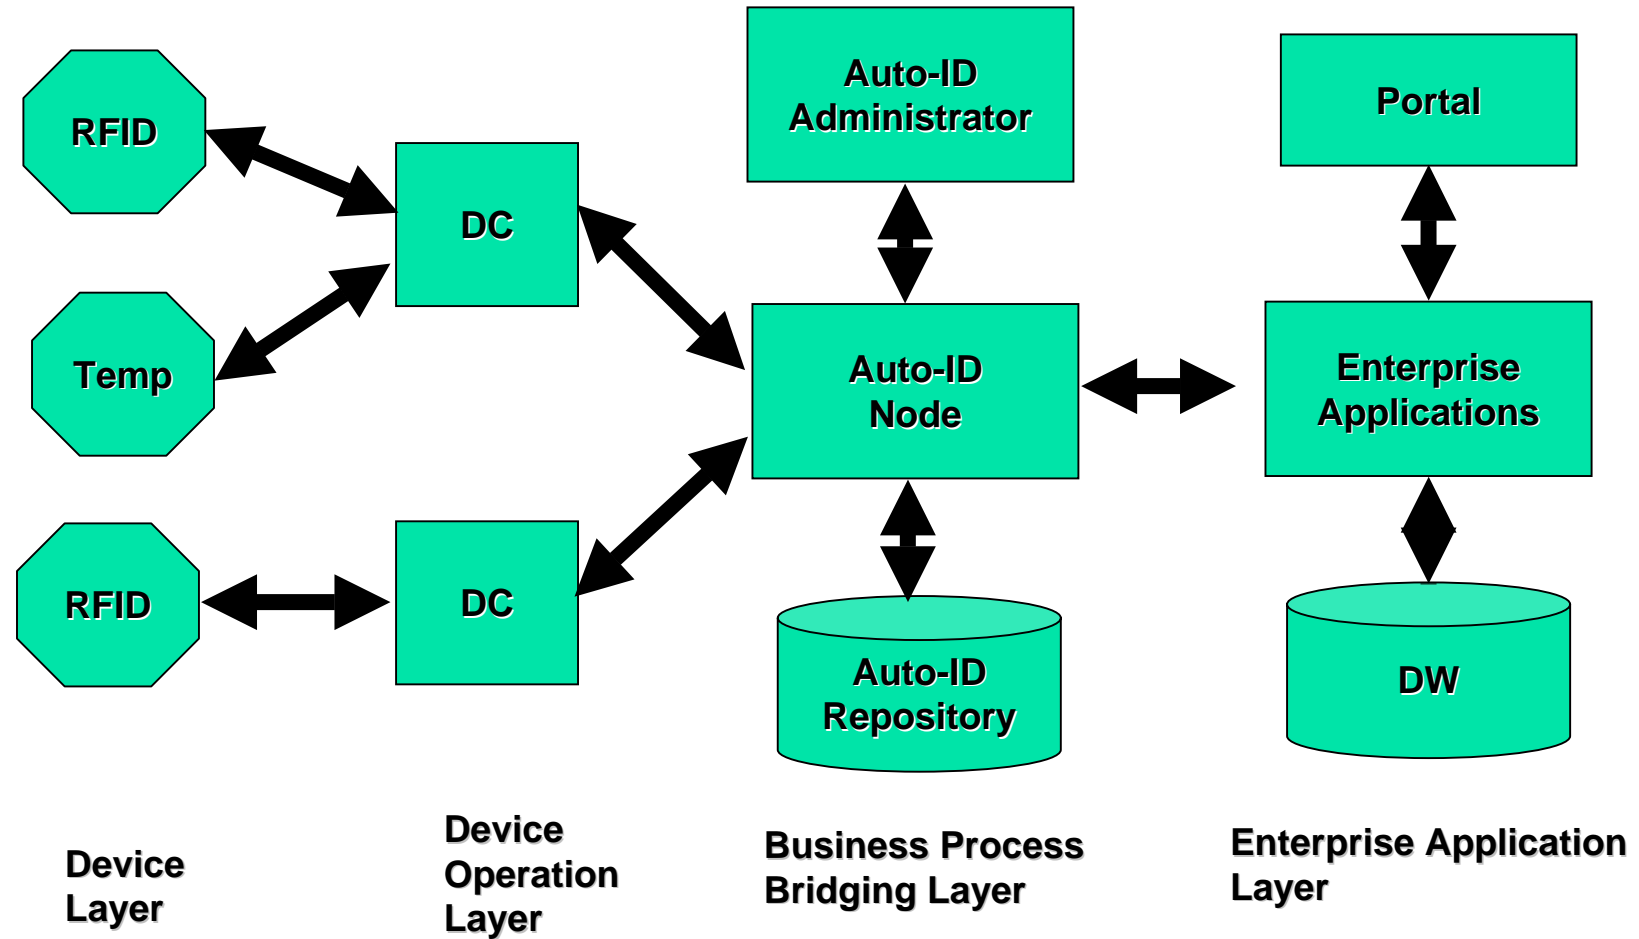 RFID
Temp
RFID
DC
DC
Auto-ID
Administrator
Auto-ID
Node
Auto-ID
Repository
Portal
Enterprise
Applications
DW
Device
Layer
Device
Operation
Layer
Business Process
Bridging Layer
Enterprise Application
Layer